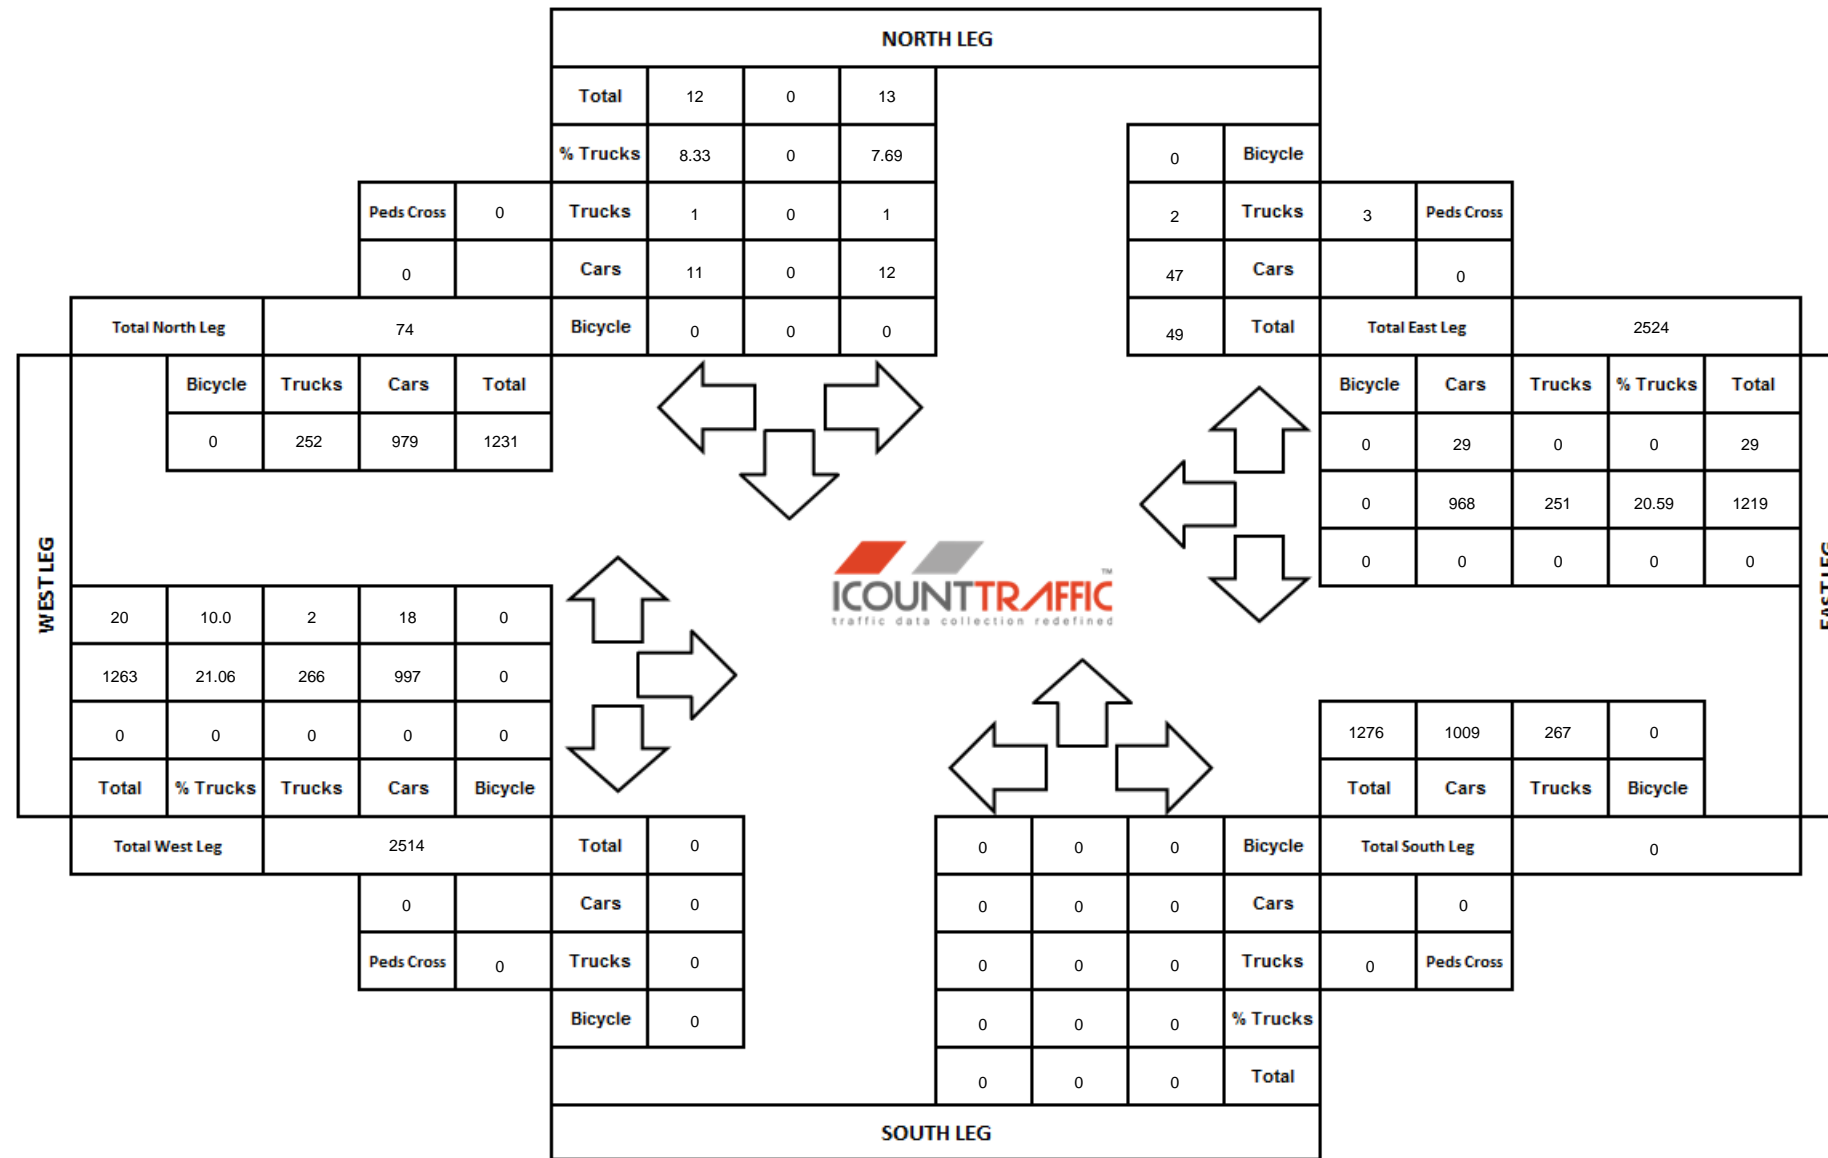 NORTH LEG
Total 12 0 13
% Trucks 8.33 0 7.69 0 Bicycle
Peds Cross 0 Trucks 1 0 1 2 Trucks 3 Peds Cross
0 Cars 11 0 12 47 Cars 0
Total North Leg 74 Bicycle 0 0 0 49 Total Total East Leg 2524
Bicycle Trucks Cars Total Bicycle Cars Trucks % Trucks Total
0 252 979 1231 0 29 0 0 29
0 968 251 20.59 1219
0 0 0 0 0
WEST LEG
EAST LEG
ICOUNTTRAFFIC™
traffic data collection redefined
20 10.0 2 18 0
1263 21.06 266 997 0
0 0 0 0 0 1276 1009 267 0
Total % Trucks Trucks Cars Bicycle Total Cars Trucks Bicycle
Total West Leg 2514 Total 0 0 0 0 Bicycle Total South Leg 0
0 Cars 0 0 0 0 Cars 0
Peds Cross 0 Trucks 0 0 0 0 Trucks 0 Peds Cross
Bicycle 0 0 0 0 % Trucks
0 0 0 Total
SOUTH LEG